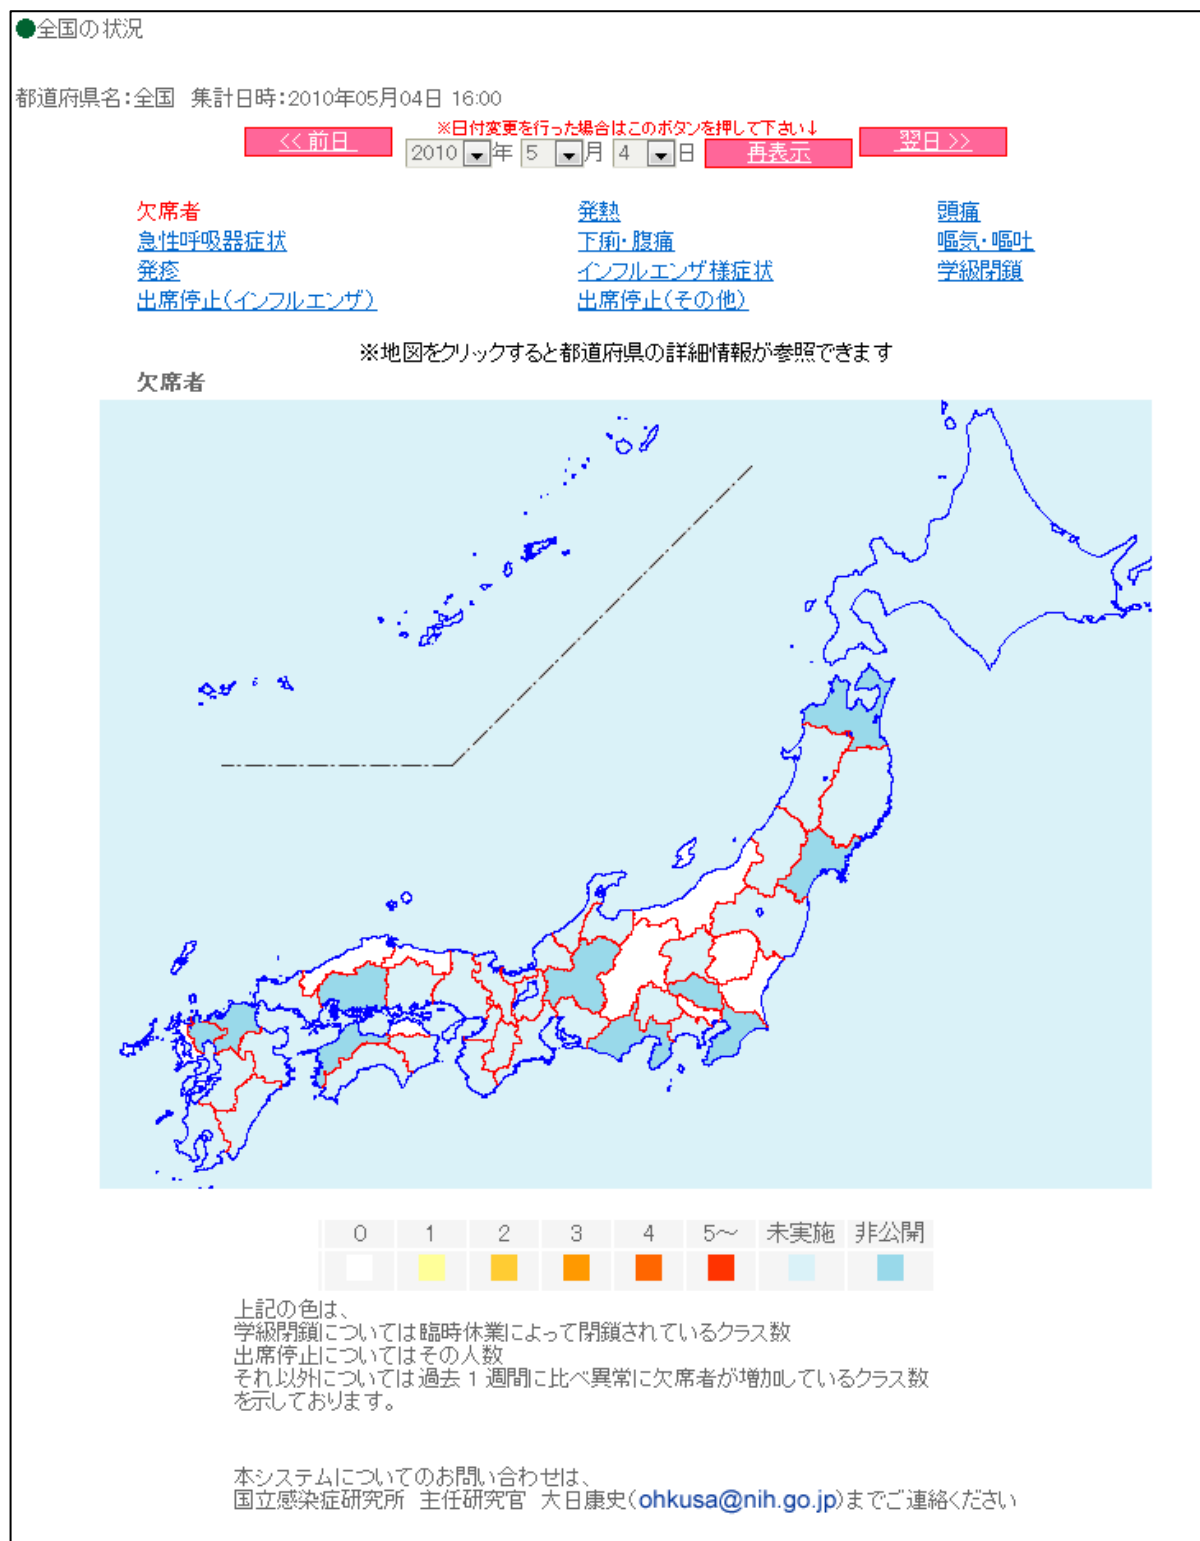 ●全国の状況
都道府県名:全国 集計日時:2010年05月04日 16:00
※日付変更を行った場合はこのボタンを押して下さい↓
<< 前日 2010 年 5 月 4 日 再表示 翌日 >>
欠席者 発熱 頭痛
急性呼吸器症状 下痢・腹痛 嘔気・嘔吐
発疹 インフルエンザ様症状 学級閉鎖
出席停止(インフルエンザ) 出席停止(その他)
※地図をクリックすると都道府県の詳細情報が参照できます
欠席者
0 1 2 3 4 5～ 未実施 非公開
上記の色は、
学級閉鎖については臨時休業によって閉鎖されているクラス数
出席停止についてはその人数
それ以外については過去1週間に比べ異常に欠席者が増加しているクラス数
を示しております。
本システムについてのお問い合わせは、
国立感染症研究所 主任研究官 大日康史(ohkusa@nih.go.jp)までご連絡ください